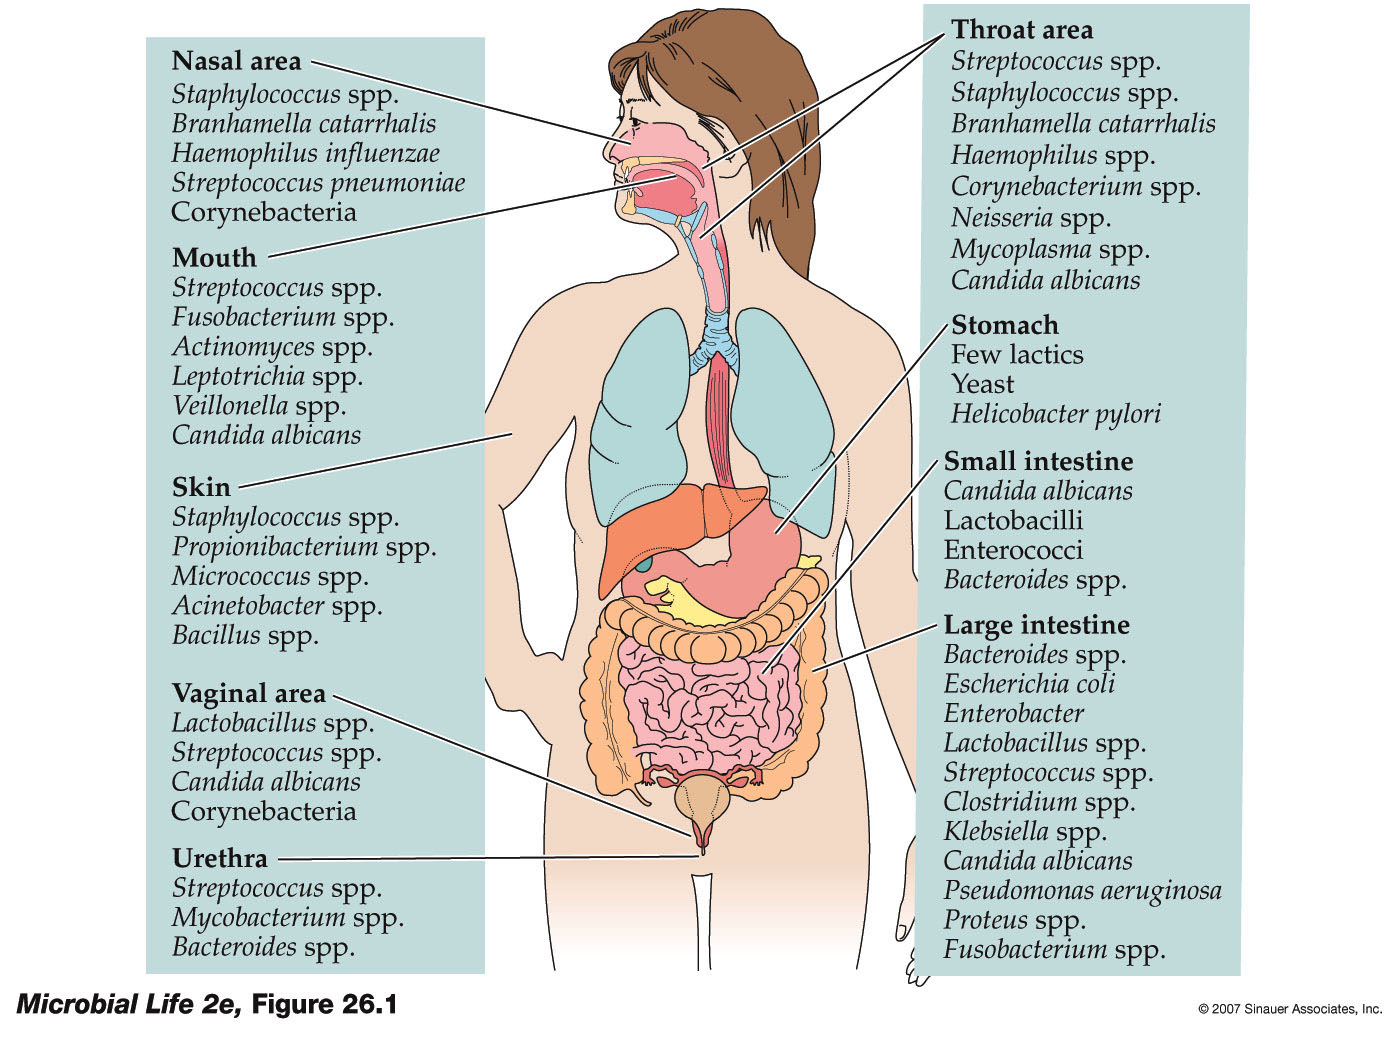 Nasal area
Staphylococcus spp.
Branhamella catarrhalis
Haemophilus influenzae
Streptococcus pneumoniae
Corynebacteria
Mouth
Streptococcus spp.
Fusobacterium spp.
Actinomyces spp.
Leptotrichia spp.
Veillonella spp.
Candida albicans
Skin
Staphylococcus spp.
Propionibacterium spp.
Micrococcus spp.
Acinetobacter spp.
Bacillus spp.
Vaginal area
Lactobacillus spp.
Streptococcus spp.
Candida albicans
Corynebacteria
Urethra
Streptococcus spp.
Mycobacterium spp.
Bacteroides spp.
Throat area
Streptococcus spp.
Staphylococcus spp.
Branhamella catarrhalis
Haemophilus spp.
Corynebacterium spp.
Neisseria spp.
Mycoplasma spp.
Candida albicans
Stomach
Few lactics
Yeast
Helicobacter pylori
Small intestine
Candida albicans
Lactobacilli
Enterococci
Bacteroides spp.
Large intestine
Bacteroides spp.
Escherichia coli
Enterobacter
Lactobacillus spp.
Streptococcus spp.
Clostridium spp.
Klebsiella spp.
Candida albicans
Pseudomonas aeruginosa
Proteus spp.
Fusobacterium spp.
Microbial Life 2e, Figure 26.1
© 2007 Sinauer Associates, Inc.